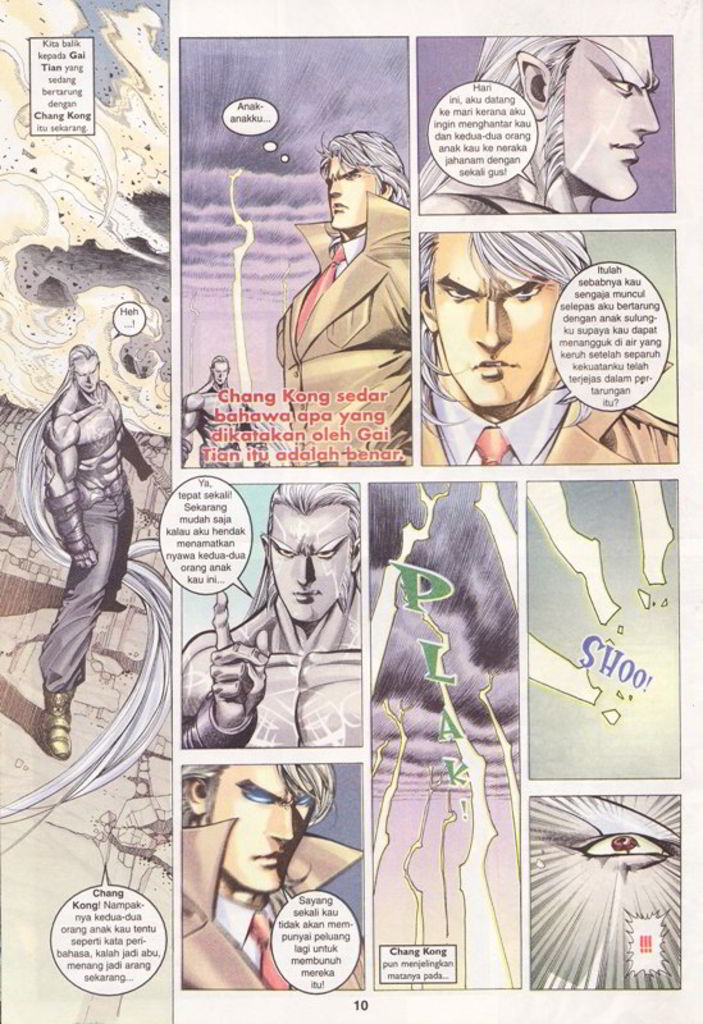 Kita balik
kepada Gai
Tian yang
sedang
bertarung
dengan
Chang Kong
itu sekarang.
Heh
...!
Chang
Kong! Nampak-
nya kedua-dua
orang anak kau tentu
seperti kata peri-
bahasa, kalah jadi abu,
menang jadi arang
sekarang...
Anak-
anakku...
Chang Kong sedar
bahawa apa yang
dikatakan oleh Gai
Tian itu adalah benar.
Hari
ini, aku datang
ke mari kerana aku
ingin menghantar kau
dan kedua-dua orang
anak kau ke neraka
jahanam dengan
sekali gus!
Itulah
sebabnya kau
sengaja muncul
selepas aku bertarung
dengan anak sulung-
ku supaya kau dapat
menangguk di air yang
keruh setelah separuh
kekuatanku telah
terjejas dalam per-
tarungan
itu?
Ya,
tepat sekali!
Sekarang
mudah saja
kalau aku hendak
menamatkan
nyawa kedua-dua
orang anak
kau ini...
Sayang
sekali kau
tidak akan mem-
punyai peluang
lagi untuk
membunuh
mereka
itu!
PLAK!
Chang Kong
pun menjelingkan
matanya pada...
SHOO!
!!!
10